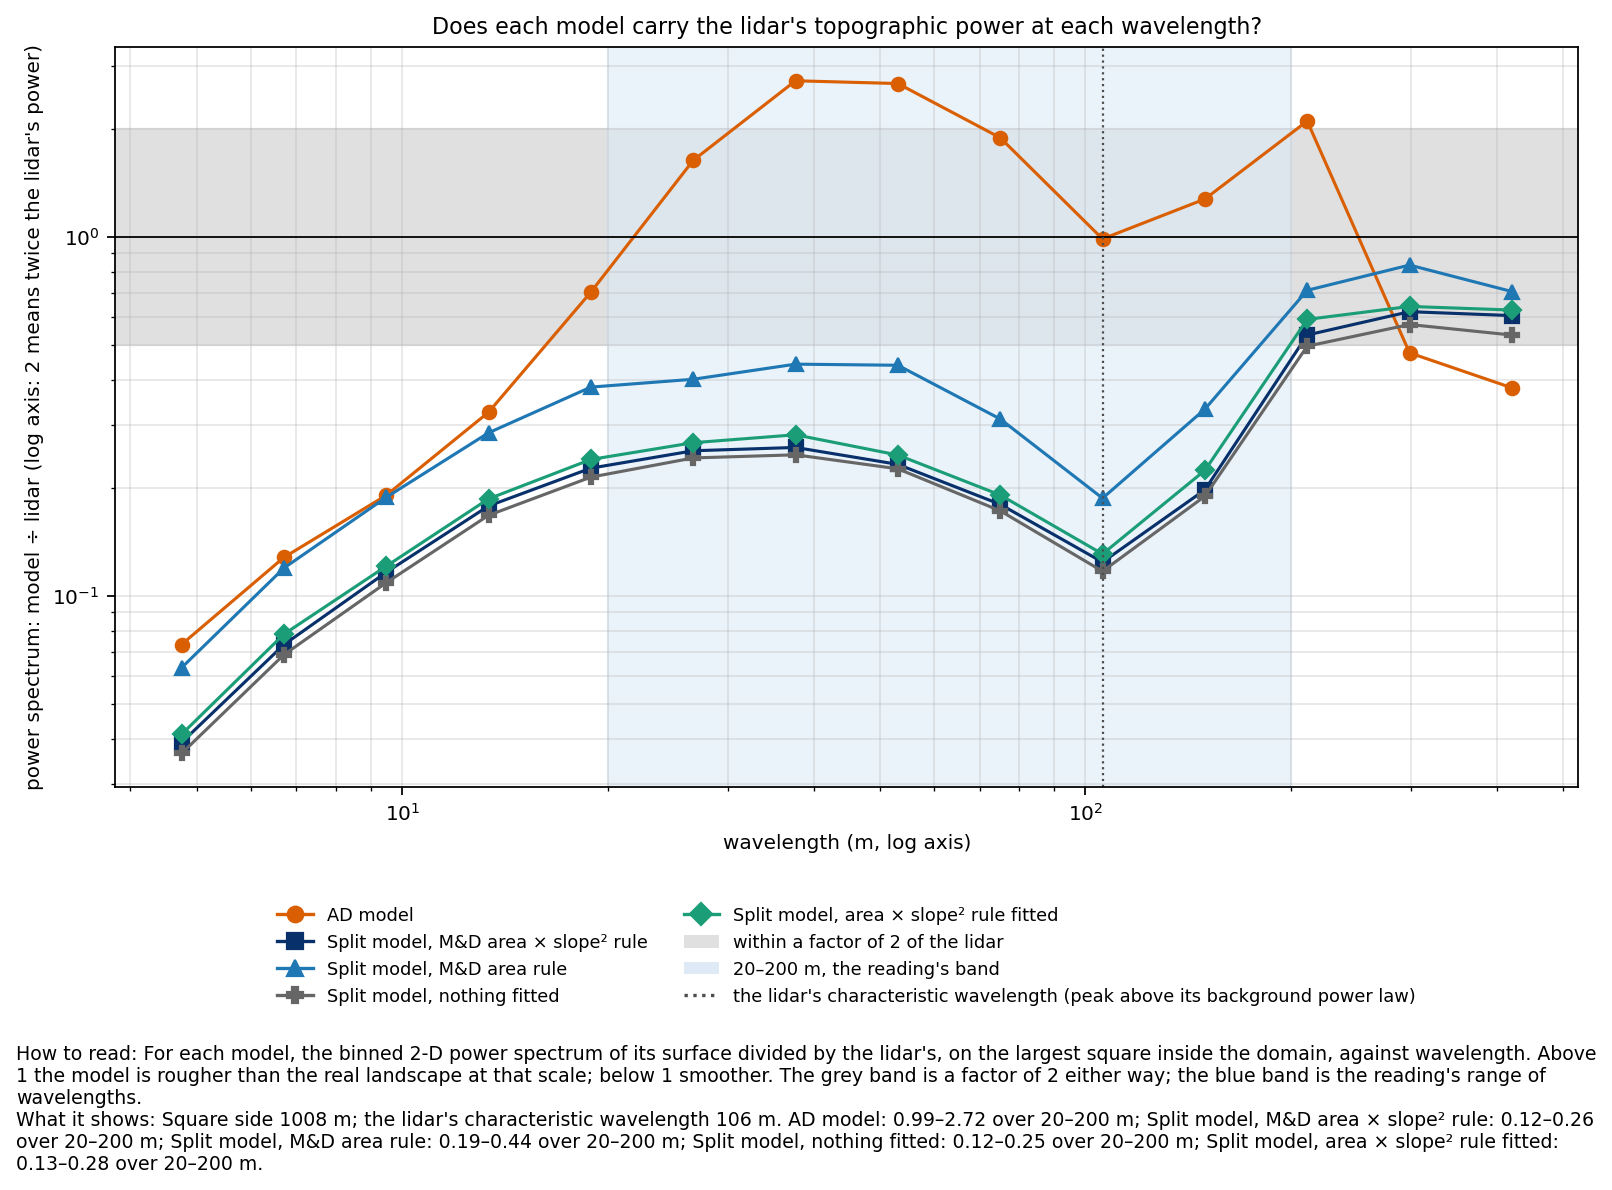 Does each model carry the lidar's topographic power at each wavelength?
power spectrum: model ÷ lidar (log axis: 2 means twice the lidar's power)
10⁰
10⁻¹
10¹
10²
wavelength (m, log axis)
AD model
Split model, M&D area × slope² rule
Split model, M&D area rule
Split model, nothing fitted
Split model, area × slope² rule fitted
within a factor of 2 of the lidar
20–200 m, the reading's band
the lidar's characteristic wavelength (peak above its background power law)
How to read: For each model, the binned 2-D power spectrum of its surface divided by the lidar's, on the largest square inside the domain, against wavelength. Above
1 the model is rougher than the real landscape at that scale; below 1 smoother. The grey band is a factor of 2 either way; the blue band is the reading's range of
wavelengths.
What it shows: Square side 1008 m; the lidar's characteristic wavelength 106 m. AD model: 0.99–2.72 over 20–200 m; Split model, M&D area × slope² rule: 0.12–0.26
over 20–200 m; Split model, M&D area rule: 0.19–0.44 over 20–200 m; Split model, nothing fitted: 0.12–0.25 over 20–200 m; Split model, area × slope² rule fitted:
0.13–0.28 over 20–200 m.